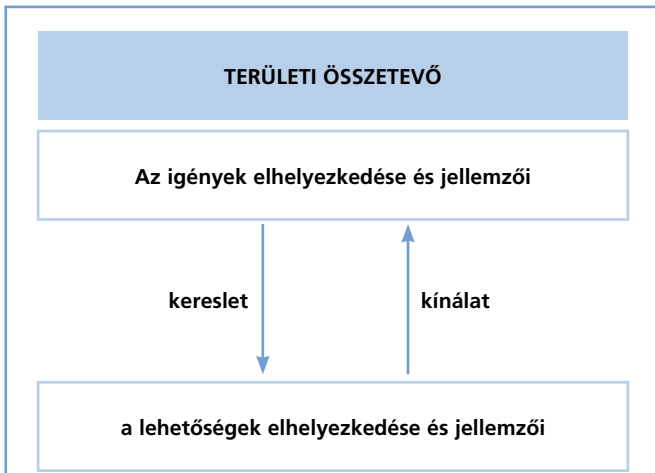 TERÜLETI ÖSSZETEVŐ
Az igények elhelyezkedése és jellemzői
kereslet
kínálat
a lehetőségek elhelyezkedése és jellemzői